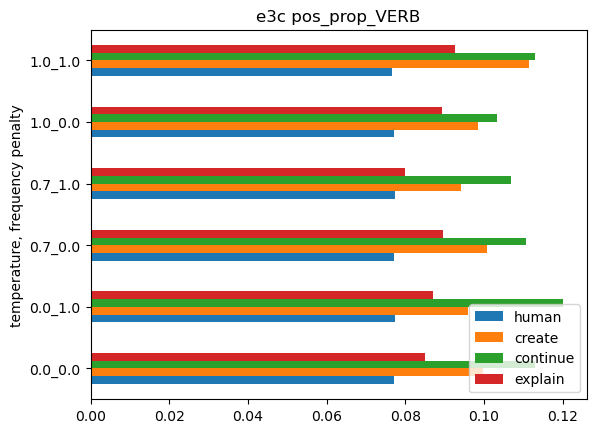 e3c pos_prop_VERB
temperature, frequency penalty
1.0_1.0
1.0_0.0
0.7_1.0
0.7_0.0
0.0_1.0
0.0_0.0
human
create
continue
explain
0.00 0.02 0.04 0.06 0.08 0.10 0.12